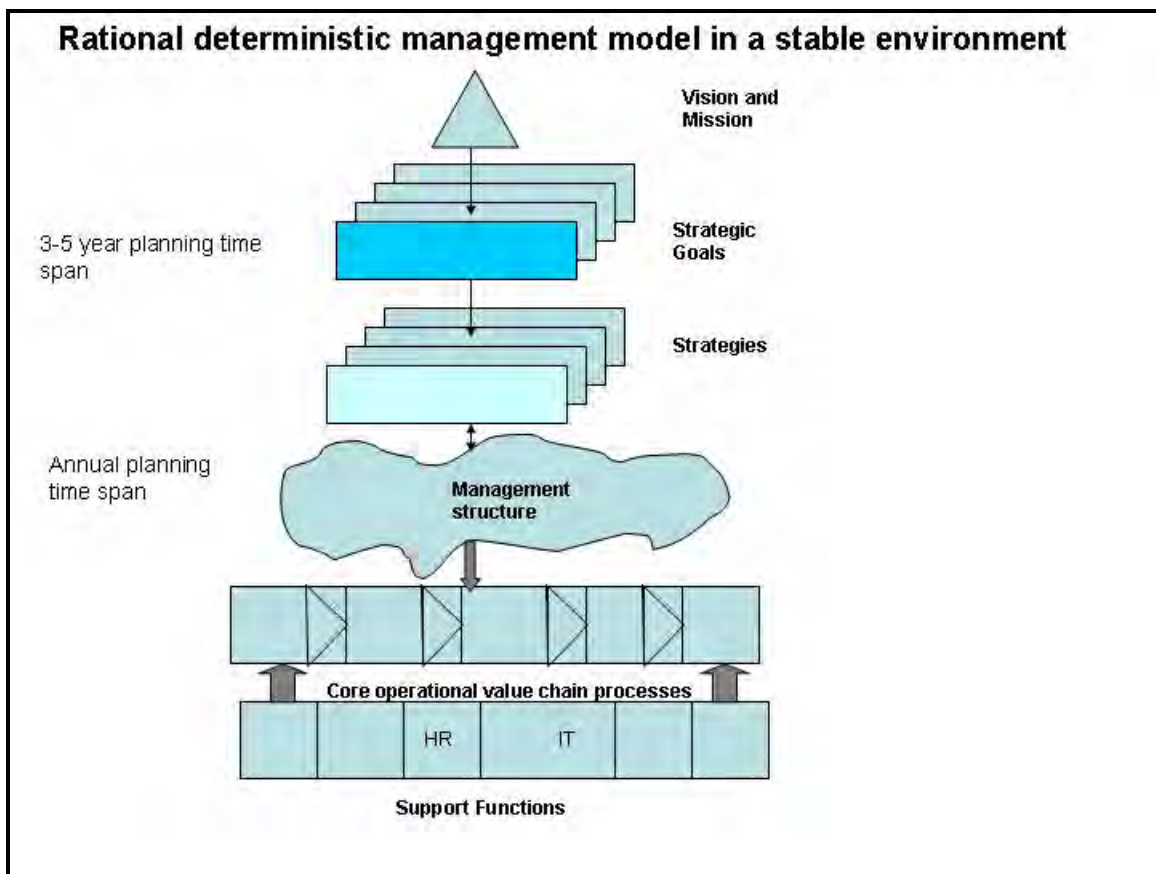 Rational deterministic management model in a stable environment
Vision and
Mission
3-5 year planning time
span
Strategic
Goals
Strategies
Annual planning
time span
Management
structure
Core operational value chain processes
HR
IT
Support Functions